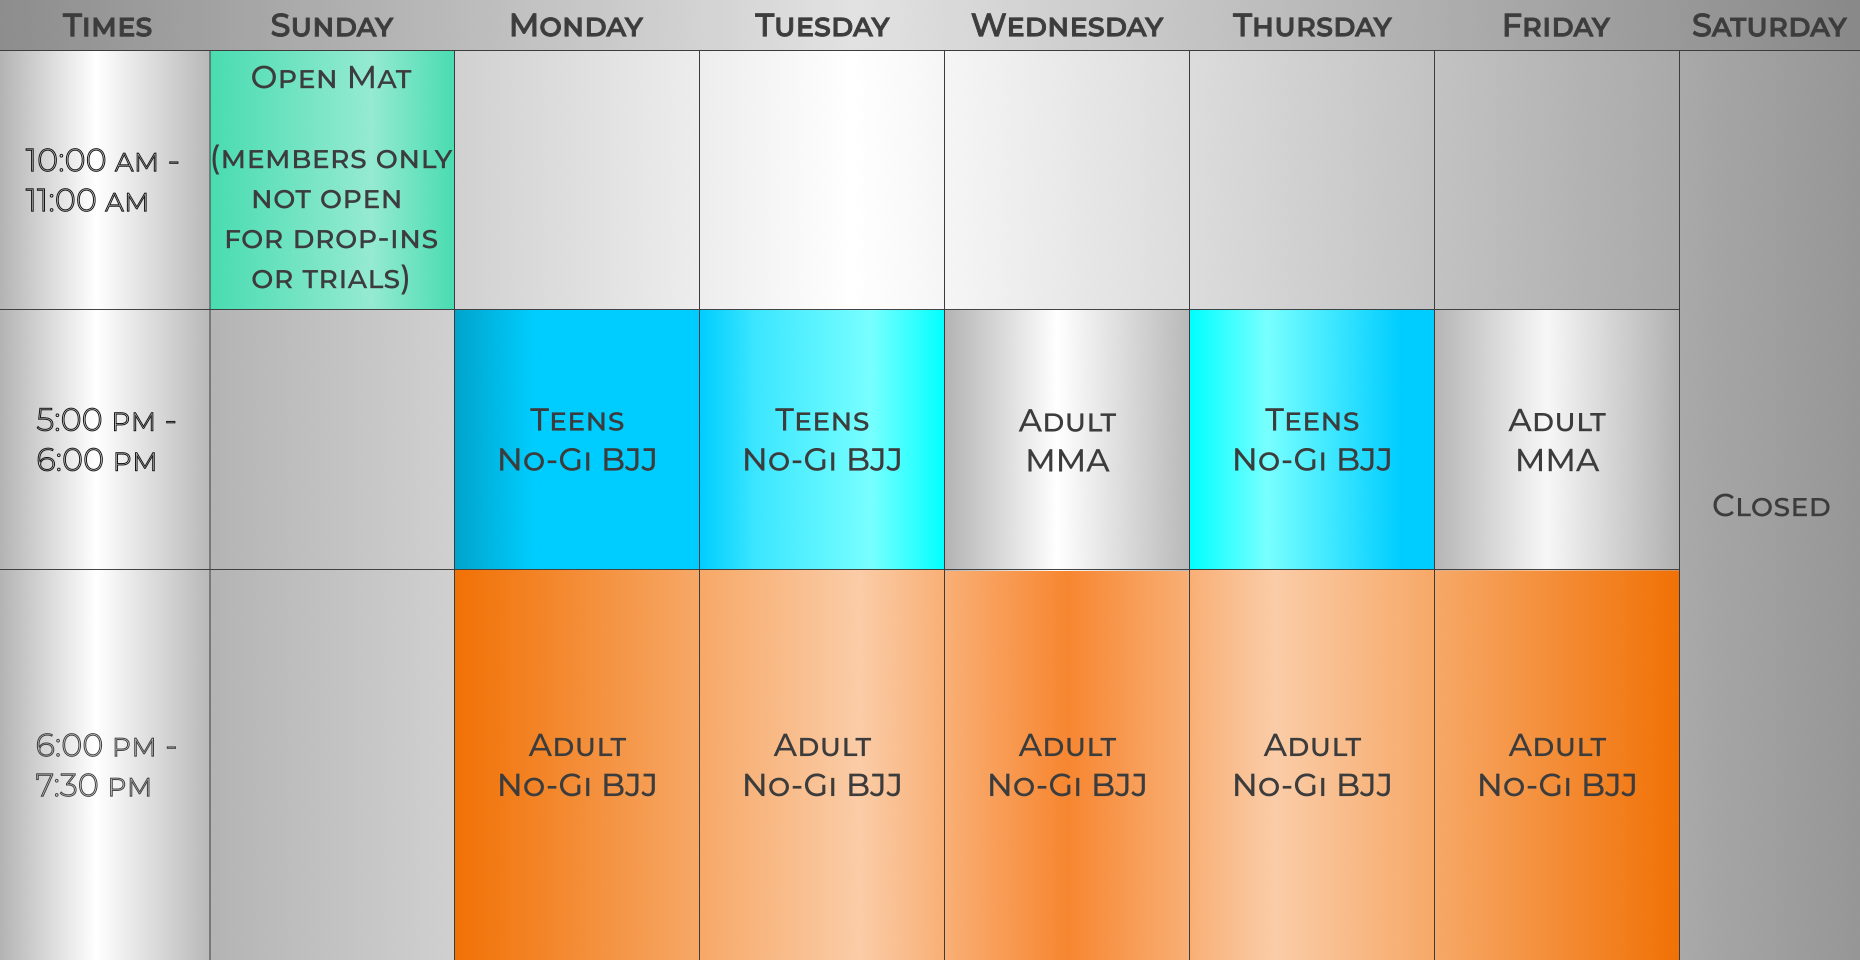 Times Sunday Monday Tuesday Wednesday Thursday Friday Saturday
Open Mat
(members only
not open
for drop-ins
or trials)
10:00 am -
11:00 am
5:00 pm -
6:00 pm
Teens
No-Gi BJJ
Teens
No-Gi BJJ
Adult
MMA
Teens
No-Gi BJJ
Adult
MMA
Closed
6:00 pm -
7:30 pm
Adult
No-Gi BJJ
Adult
No-Gi BJJ
Adult
No-Gi BJJ
Adult
No-Gi BJJ
Adult
No-Gi BJJ